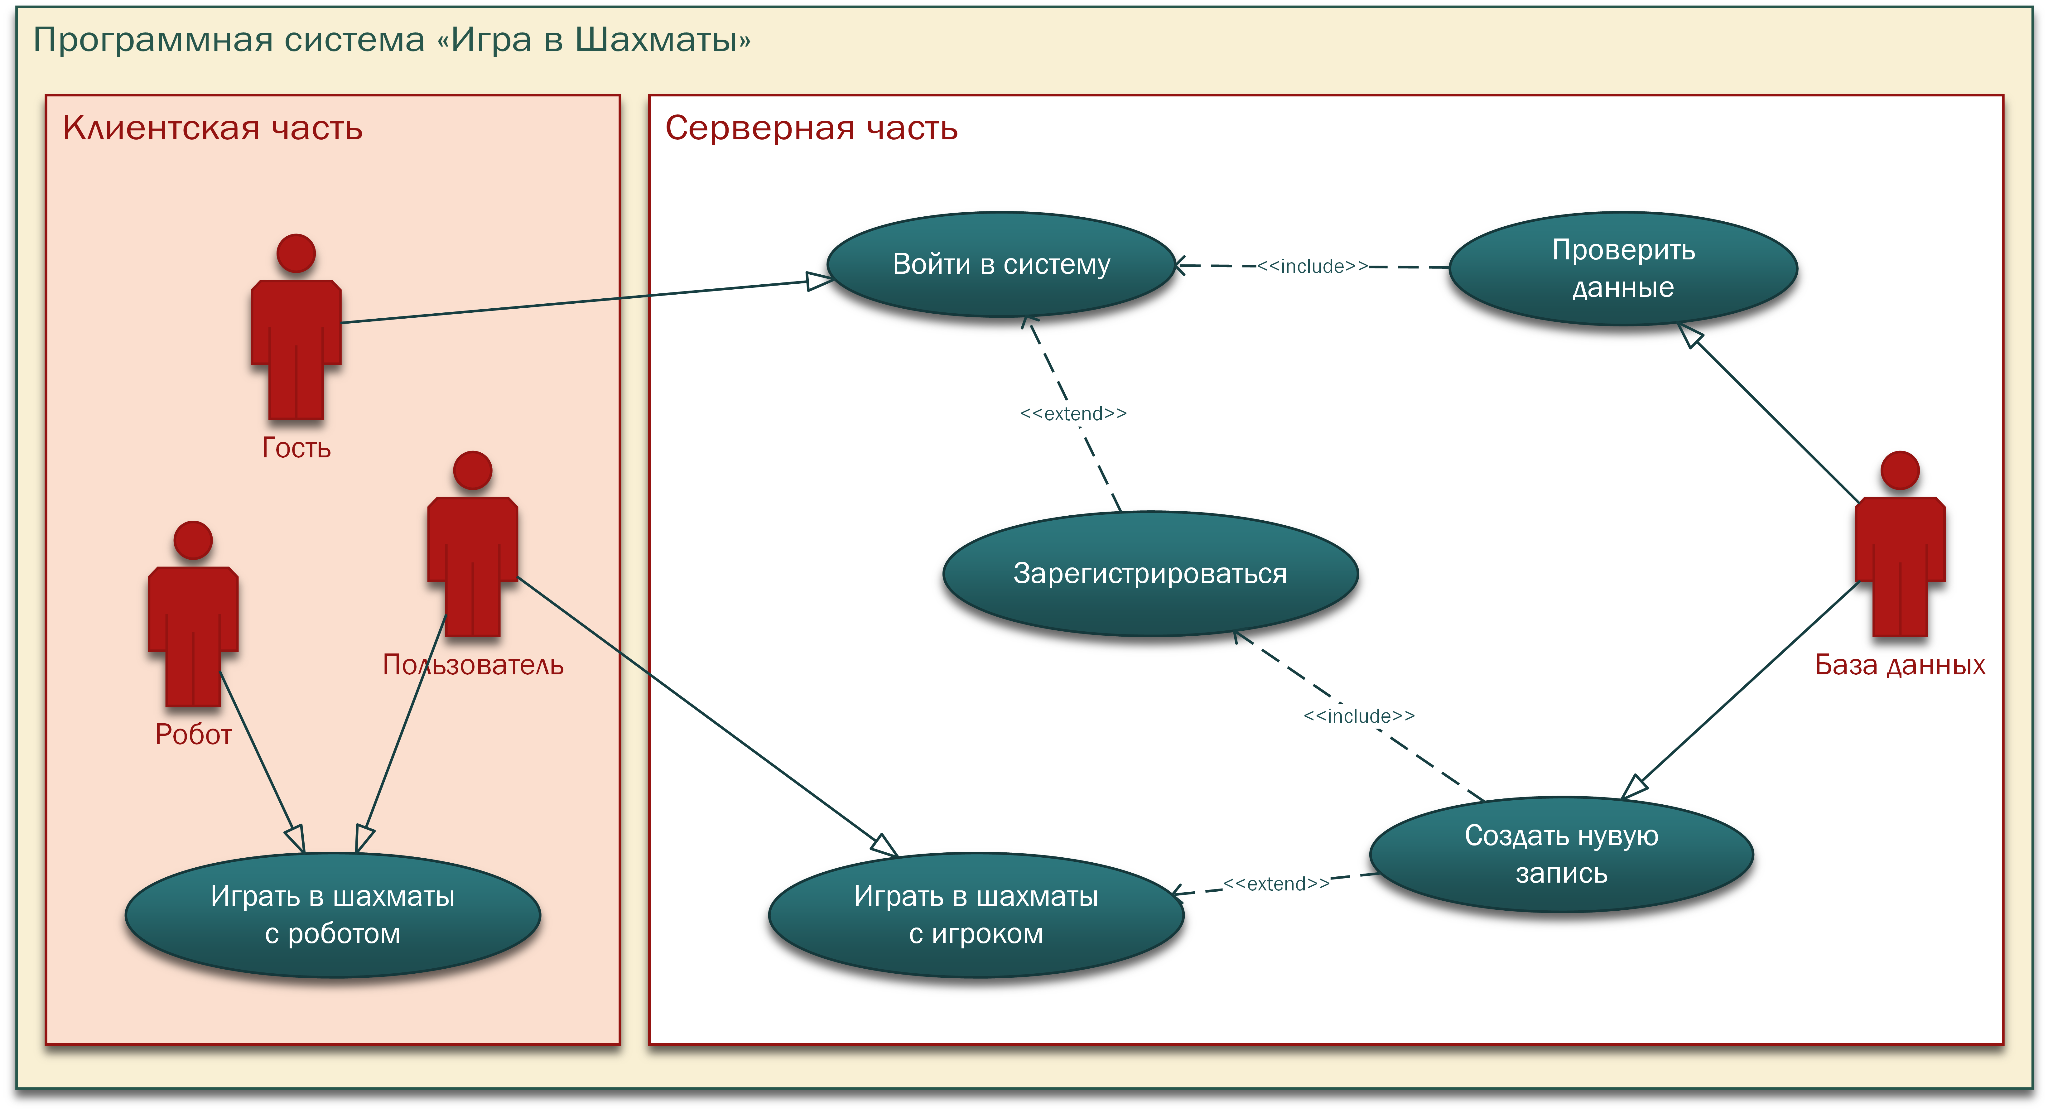 Программная система «Игра в Шахматы»
Клиентская часть
Серверная часть
Войти в систему
<<include>>
Проверить
данные
<<extend>>
Гость
Зарегистрироваться
Пользователь
База данных
Робот
<<include>>
Создать нувую
запись
<<extend>>
Играть в шахматы
с роботом
Играть в шахматы
с игроком